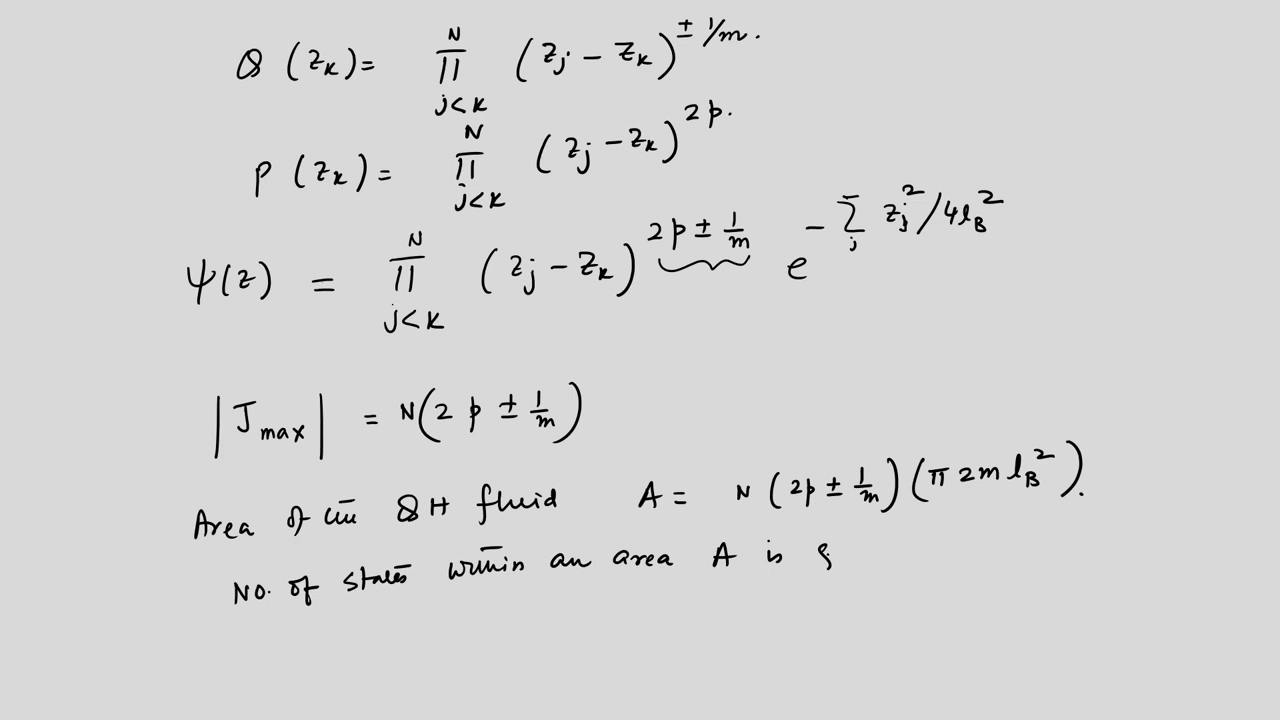 Q (z_k) = ∏_{j<k}^{N} (z_j − z_k)^{± 1/m}.
P (z_k) = ∏_{j<k}^{N} (z_j − z_k)^{2p}.
ψ(z) = ∏_{j<k}^{N} (z_j − z_k)^{2p ± 1/m} e^{− ∑_j z_j^2 / 4l_B^2}
|J_max| = N(2p ± 1/m)
Area of the QH fluid A = N (2p ± 1/m)(π 2m l_B^2).
No. of states within an area A is